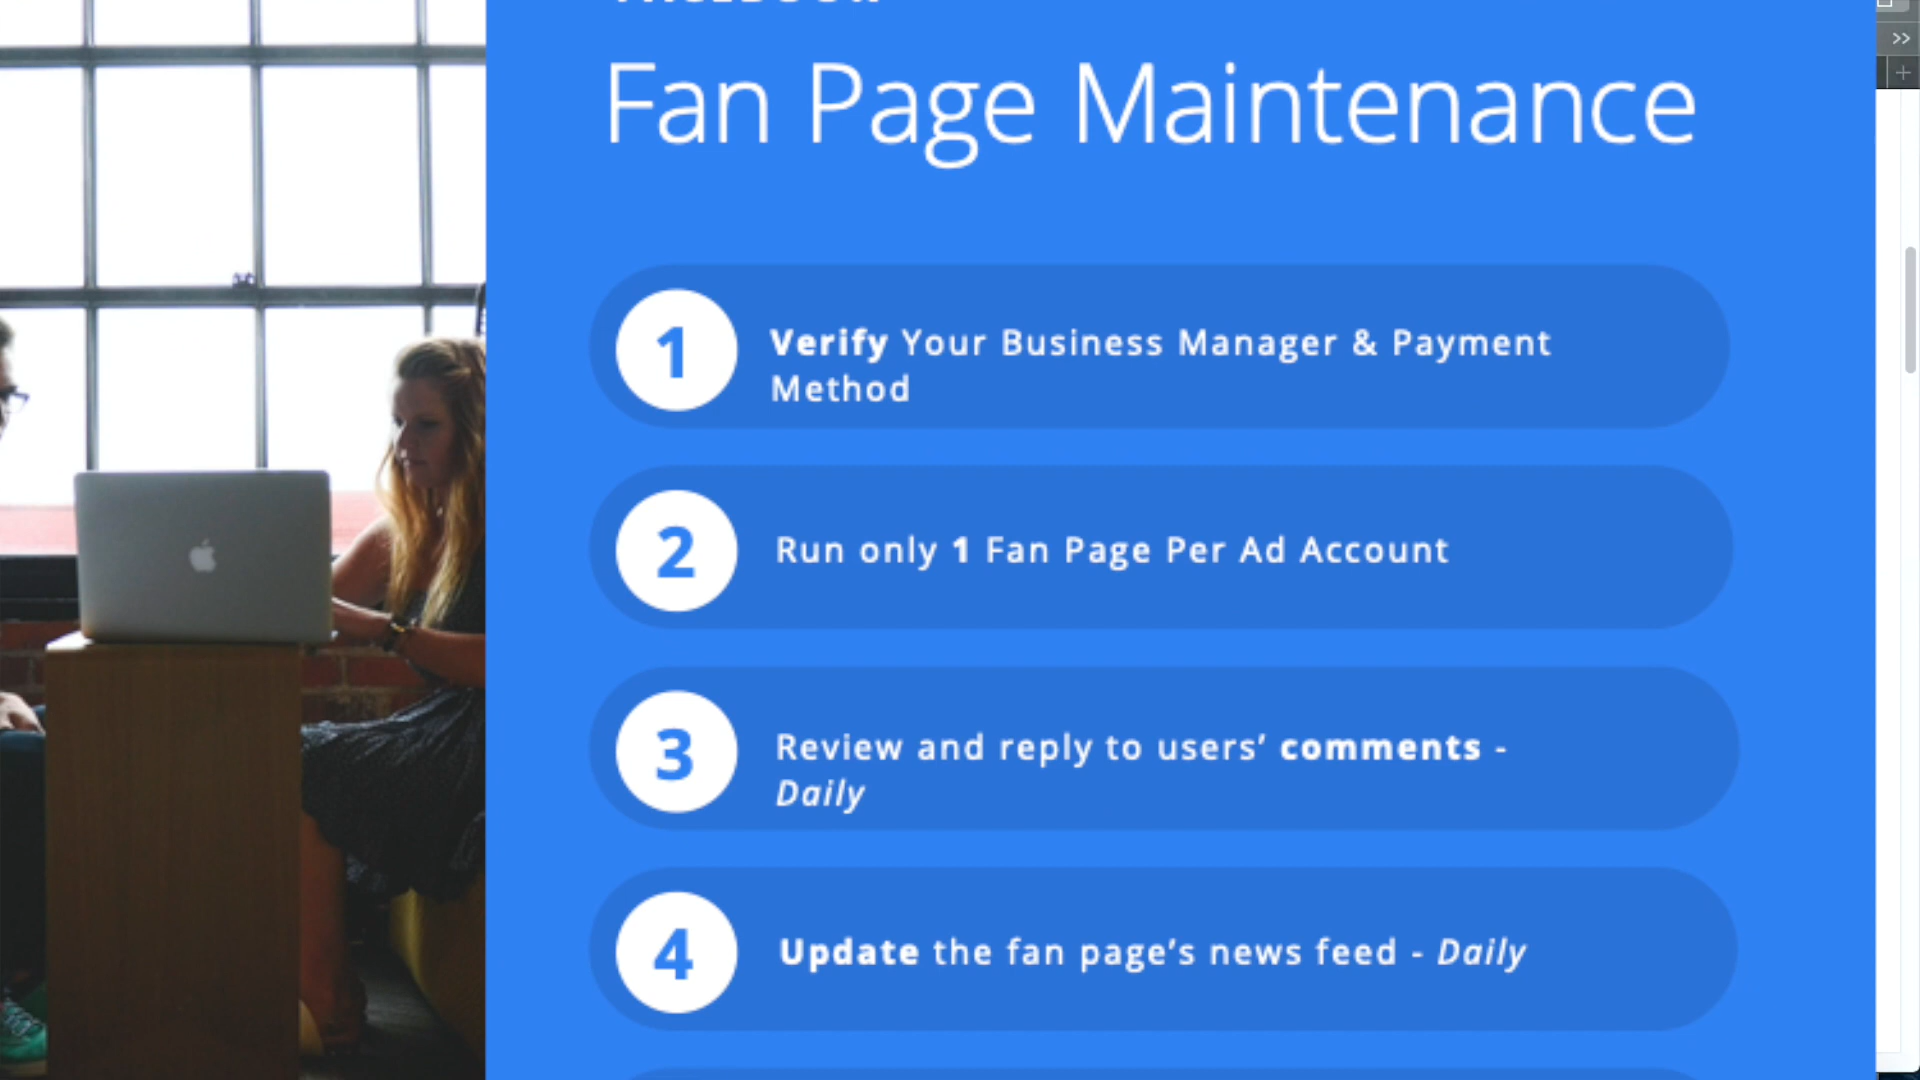 Fan Page Maintenance
1
Verify Your Business Manager & Payment
Method
2
Run only 1 Fan Page Per Ad Account
3
Review and reply to users’ comments -
Daily
4
Update the fan page’s news feed - Daily